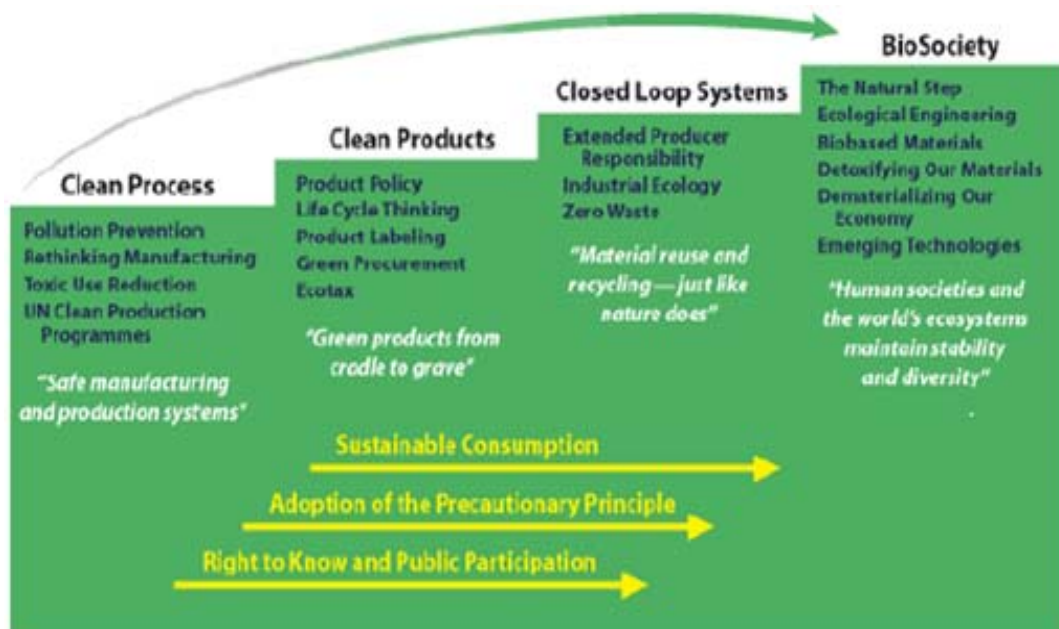 Clean Process
Pollution Prevention
Rethinking Manufacturing
Toxic Use Reduction
UN Clean Production
Programmes
"Safe manufacturing
and production systems"
Clean Products
Product Policy
Life Cycle Thinking
Product Labeling
Green Procurement
Ecotax
"Green products from
cradle to grave"
Closed Loop Systems
Extended Producer
Responsibility
Industrial Ecology
Zero Waste
"Material reuse and
recycling—just like
nature does"
BioSociety
The Natural Step
Ecological Engineering
Biobased Materials
Detoxifying Our Materials
Dematerializing Our
Economy
Emerging Technologies
"Human societies and
the world's ecosystems
maintain stability
and diversity"
Sustainable Consumption
Adoption of the Precautionary Principle
Right to Know and Public Participation